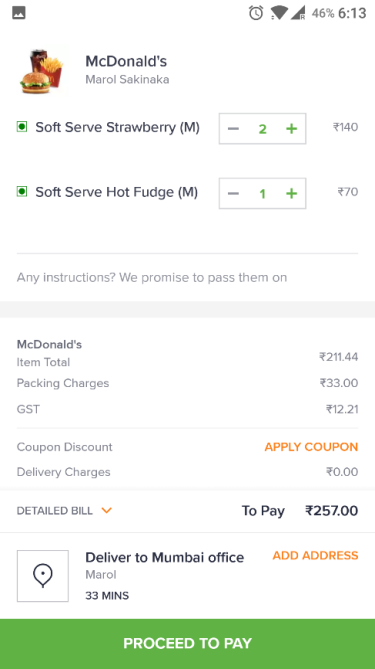 46% 6:13
McDonald's
Marol Sakinaka
Soft Serve Strawberry (M) − 2 + ₹140
Soft Serve Hot Fudge (M) − 1 + ₹70
Any instructions? We promise to pass them on
McDonald's
Item Total ₹211.44
Packing Charges ₹33.00
GST ₹12.21
Coupon Discount APPLY COUPON
Delivery Charges ₹0.00
DETAILED BILL To Pay ₹257.00
Deliver to Mumbai office ADD ADDRESS
Marol
33 MINS
PROCEED TO PAY